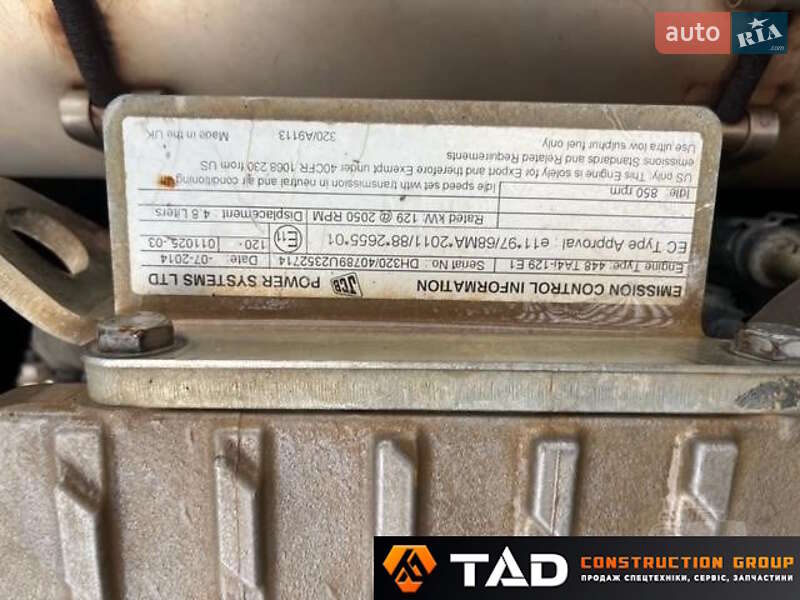 auto RIA
EMISSION CONTROL INFORMATION JCB POWER SYSTEMS LTD
Engine Type: 448 TA4i-129 E1 Serial No.: DH320/40789U2352714 Date: -07-2014
EC Type Approval : e11*97/68MA*2011/88*2655*01 E11 120 - 011025 -03
Rated kW: 129 @ 2050 RPM Displacement 4.8 Liters
Idle: 850 rpm Idle speed set with transmission in neutral and air conditioning
US only. This Engine is solely for Export and therefore Exempt under 40CFR 1068.230 from US
emissions Standards and Related Requirements
Use ultra low sulphur fuel only 320/A9113 Made in the UK
TAD CONSTRUCTION GROUP
ПРОДАЖ СПЕЦТЕХНІКИ, СЕРВІС, ЗАПЧАСТИНИ